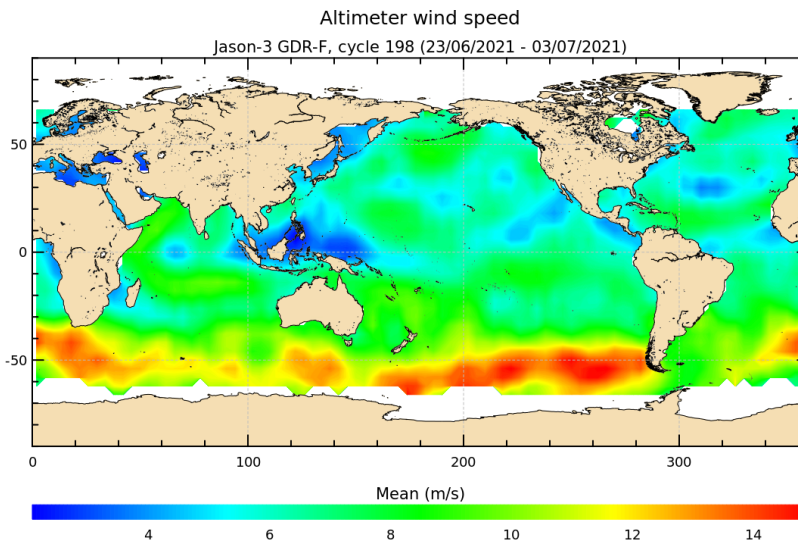 Altimeter wind speed
Jason-3 GDR-F, cycle 198 (23/06/2021 - 03/07/2021)
50
0
-50
0 100 200 300
Mean (m/s)
4 6 8 10 12 14